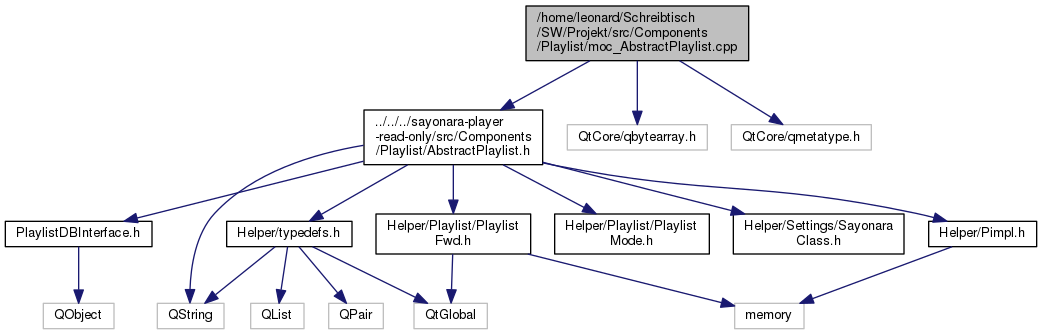 /home/leonard/Schreibtisch
/SW/Projekt/src/Components
/Playlist/moc_AbstractPlaylist.cpp
../../../sayonara-player
-read-only/src/Components
/Playlist/AbstractPlaylist.h
QtCore/qbytearray.h
QtCore/qmetatype.h
PlaylistDBInterface.h
Helper/typedefs.h
Helper/Playlist/Playlist
Fwd.h
Helper/Playlist/Playlist
Mode.h
Helper/Settings/Sayonara
Class.h
Helper/Pimpl.h
QObject
QString
QList
QPair
QtGlobal
memory